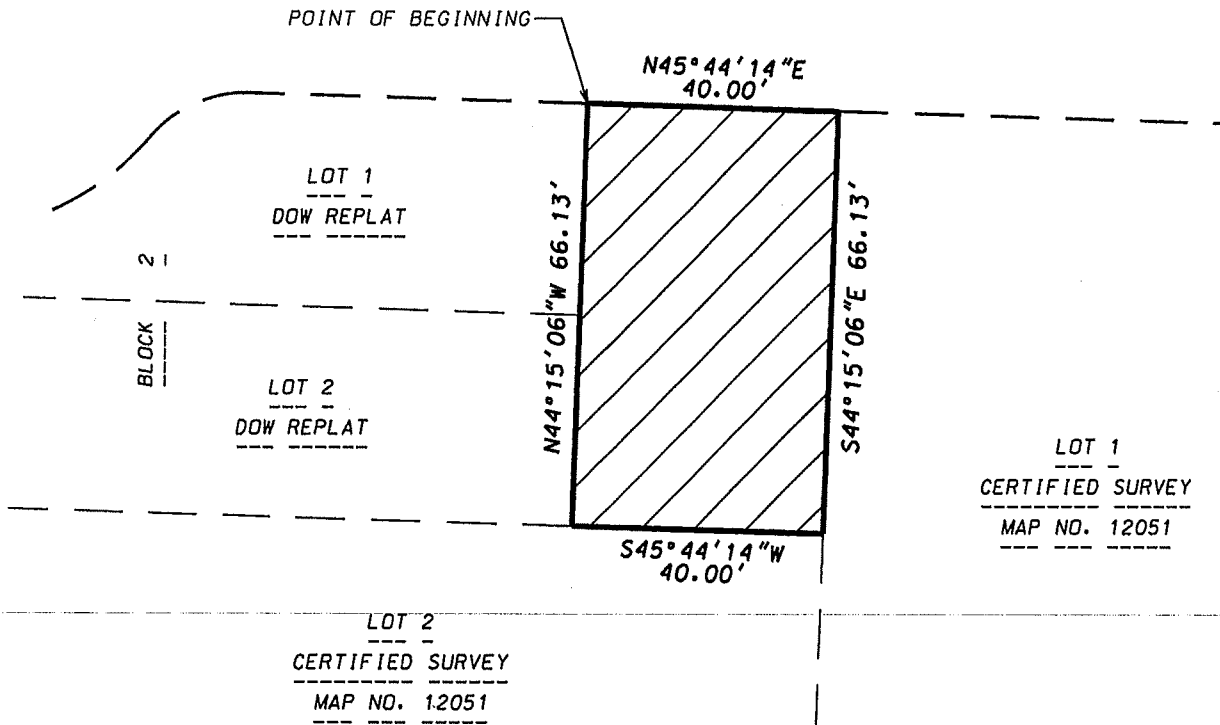 POINT OF BEGINNING
N45°44'14"E
40.00'
LOT 1
DOW REPLAT
N44°15'06"W 66.13'
S44°15'06"E 66.13'
BLOCK 2
LOT 2
DOW REPLAT
LOT 1
CERTIFIED SURVEY
MAP NO. 12051
S45°44'14"W
40.00'
LOT 2
CERTIFIED SURVEY
MAP NO. 12051